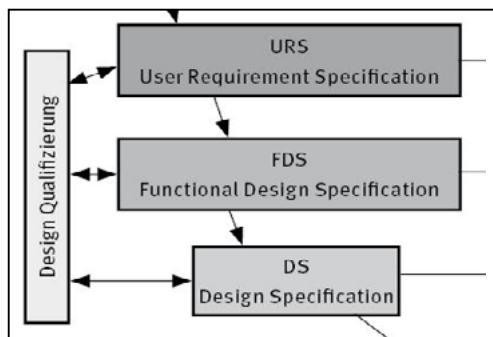 Design Qualifizierung
URS
User Requirement Specification
FDS
Functional Design Specification
DS
Design Specification